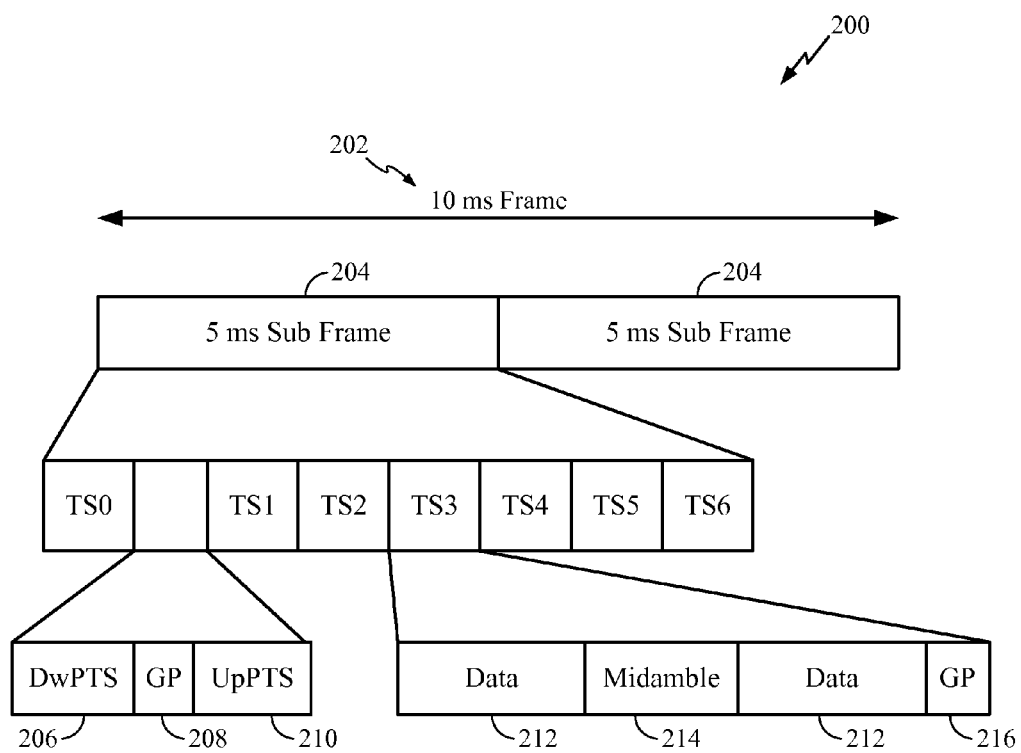 200
202
10 ms Frame
204 204
5 ms Sub Frame 5 ms Sub Frame
TS0 TS1 TS2 TS3 TS4 TS5 TS6
DwPTS GP UpPTS Data Midamble Data GP
206 208 210 212 214 212 216